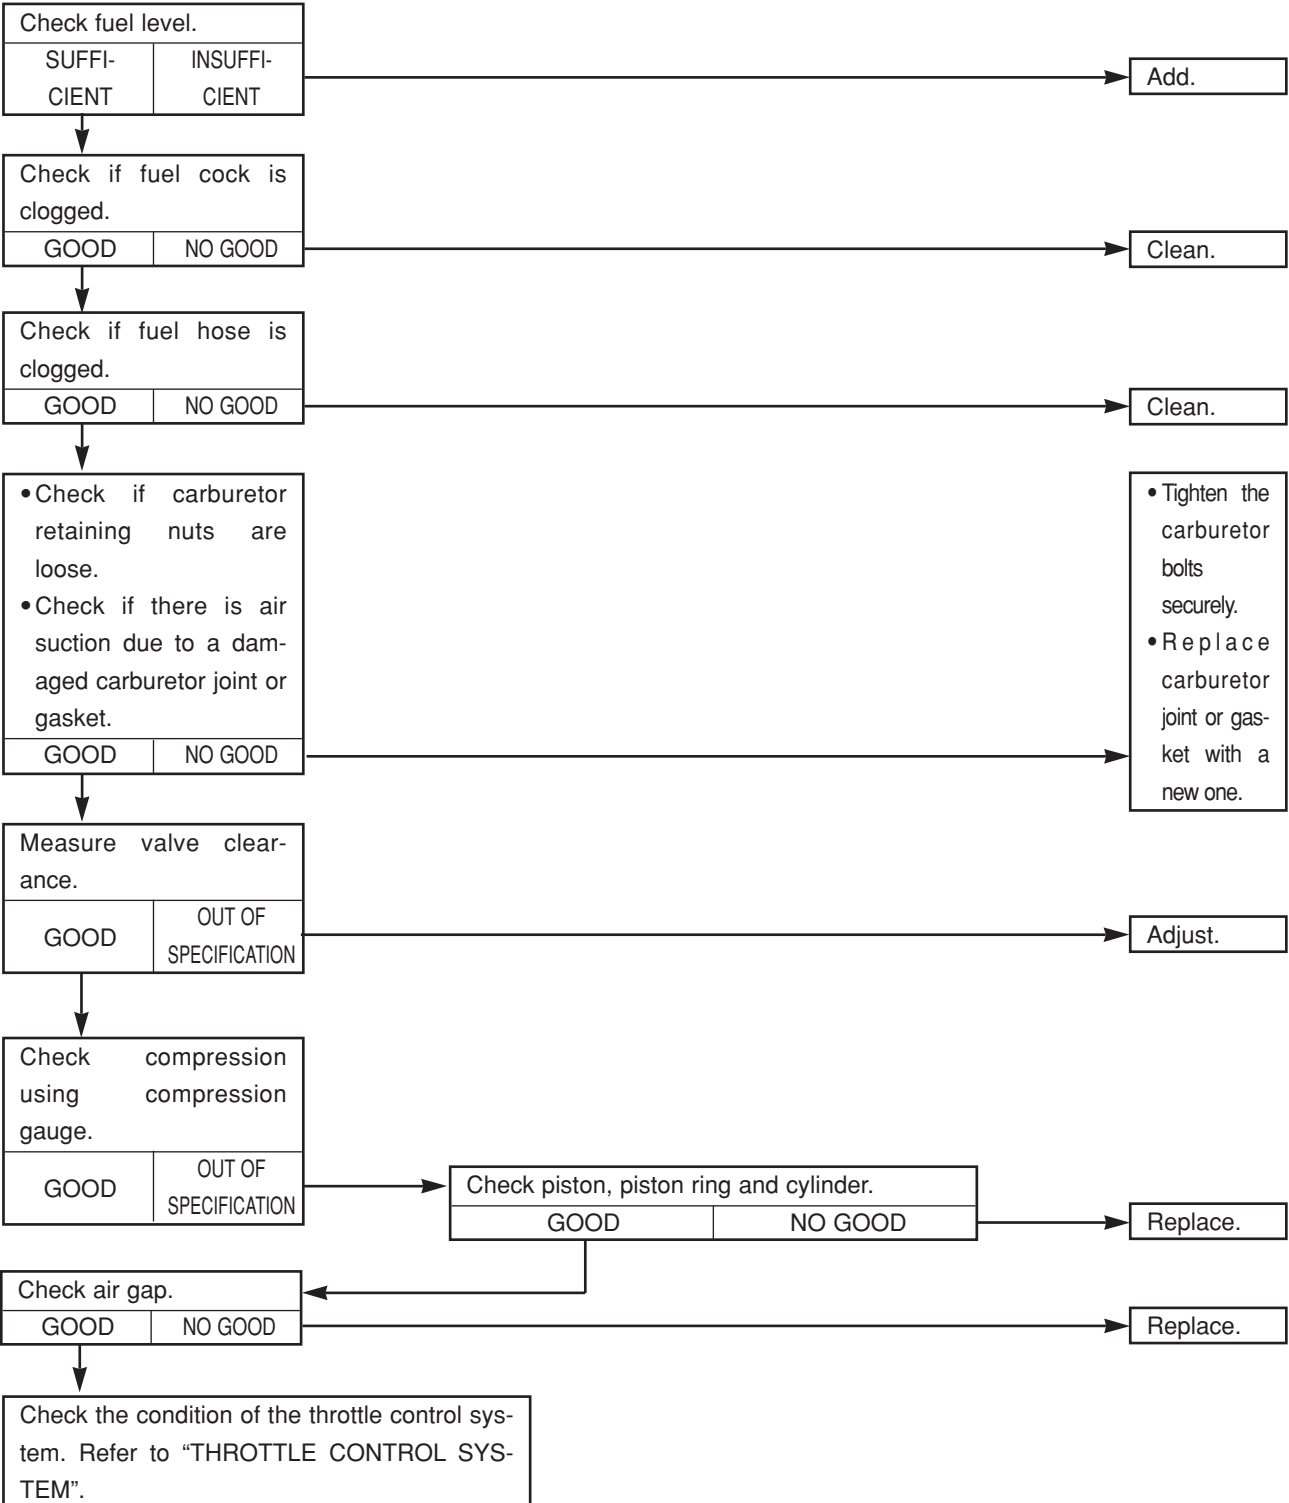 Check fuel level.
SUFFI-
CIENT
INSUFFI-
CIENT
Add.
Check if fuel cock is
clogged.
GOOD
NO GOOD
Clean.
Check if fuel hose is
clogged.
GOOD
NO GOOD
Clean.
•Check if carburetor
retaining nuts are
loose.
•Check if there is air
suction due to a dam-
aged carburetor joint or
gasket.
GOOD
NO GOOD
•Tighten the
carburetor
bolts
securely.
•Replace
carburetor
joint or gas-
ket with a
new one.
Measure valve clear-
ance.
GOOD
OUT OF
SPECIFICATION
Adjust.
Check compression
using compression
gauge.
GOOD
OUT OF
SPECIFICATION
Check piston, piston ring and cylinder.
GOOD
NO GOOD
Replace.
Check air gap.
GOOD
NO GOOD
Replace.
Check the condition of the throttle control sys-
tem. Refer to “THROTTLE CONTROL SYS-
TEM”.